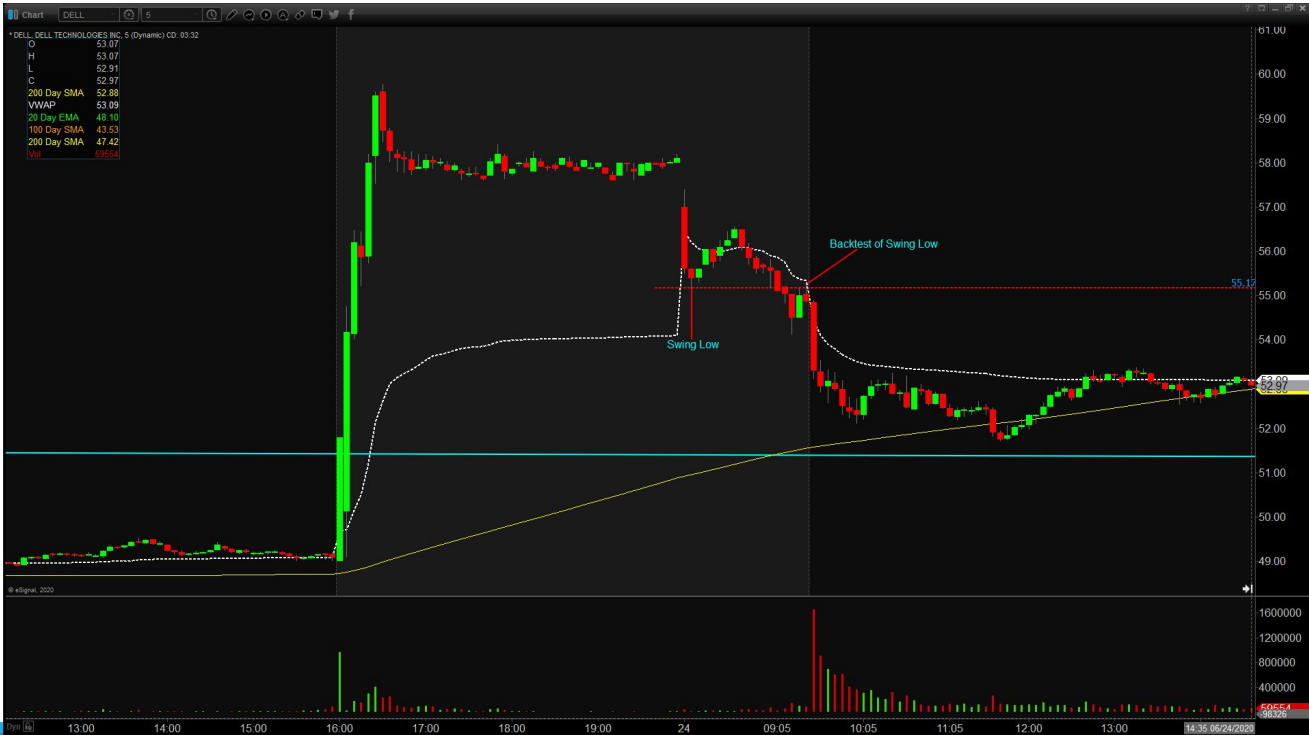 Chart DELL 5
* DELL, DELL TECHNOLOGIES INC, 5 (Dynamic) CD: 03:32
O 53.07
H 53.07
L 52.91
C 52.97
200 Day SMA 52.88
VWAP 53.09
20 Day EMA 48.10
100 Day SMA 43.53
200 Day SMA 47.42
Vol 59554
61.00
60.00
59.00
58.00
57.00
56.00
Backtest of Swing Low
55.17
55.00
54.00
Swing Low
53.09
52.97
52.88
52.00
51.00
50.00
49.00
© eSignal, 2020
1600000
1200000
800000
400000
59554
-98326
Dyn 13:00 14:00 15:00 16:00 17:00 18:00 19:00 24 09:05 10:05 11:05 12:00 13:00 14:35 06/24/2020